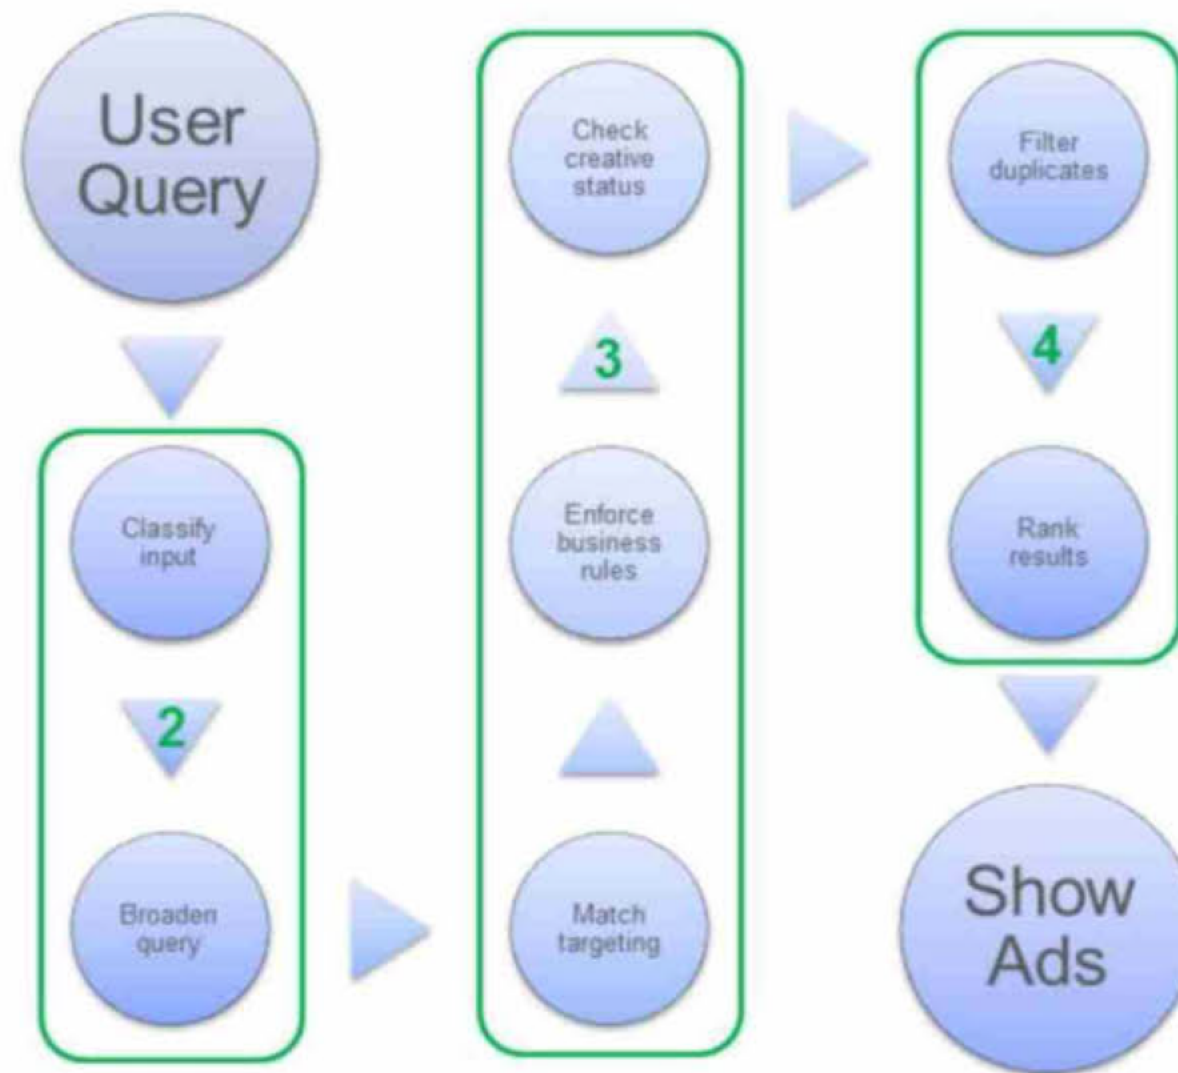 User
Query
Classify
input
2
Broaden
query
Match
targeting
Enforce
business
rules
3
Check
creative
status
Filter
duplicates
4
Rank
results
Show
Ads